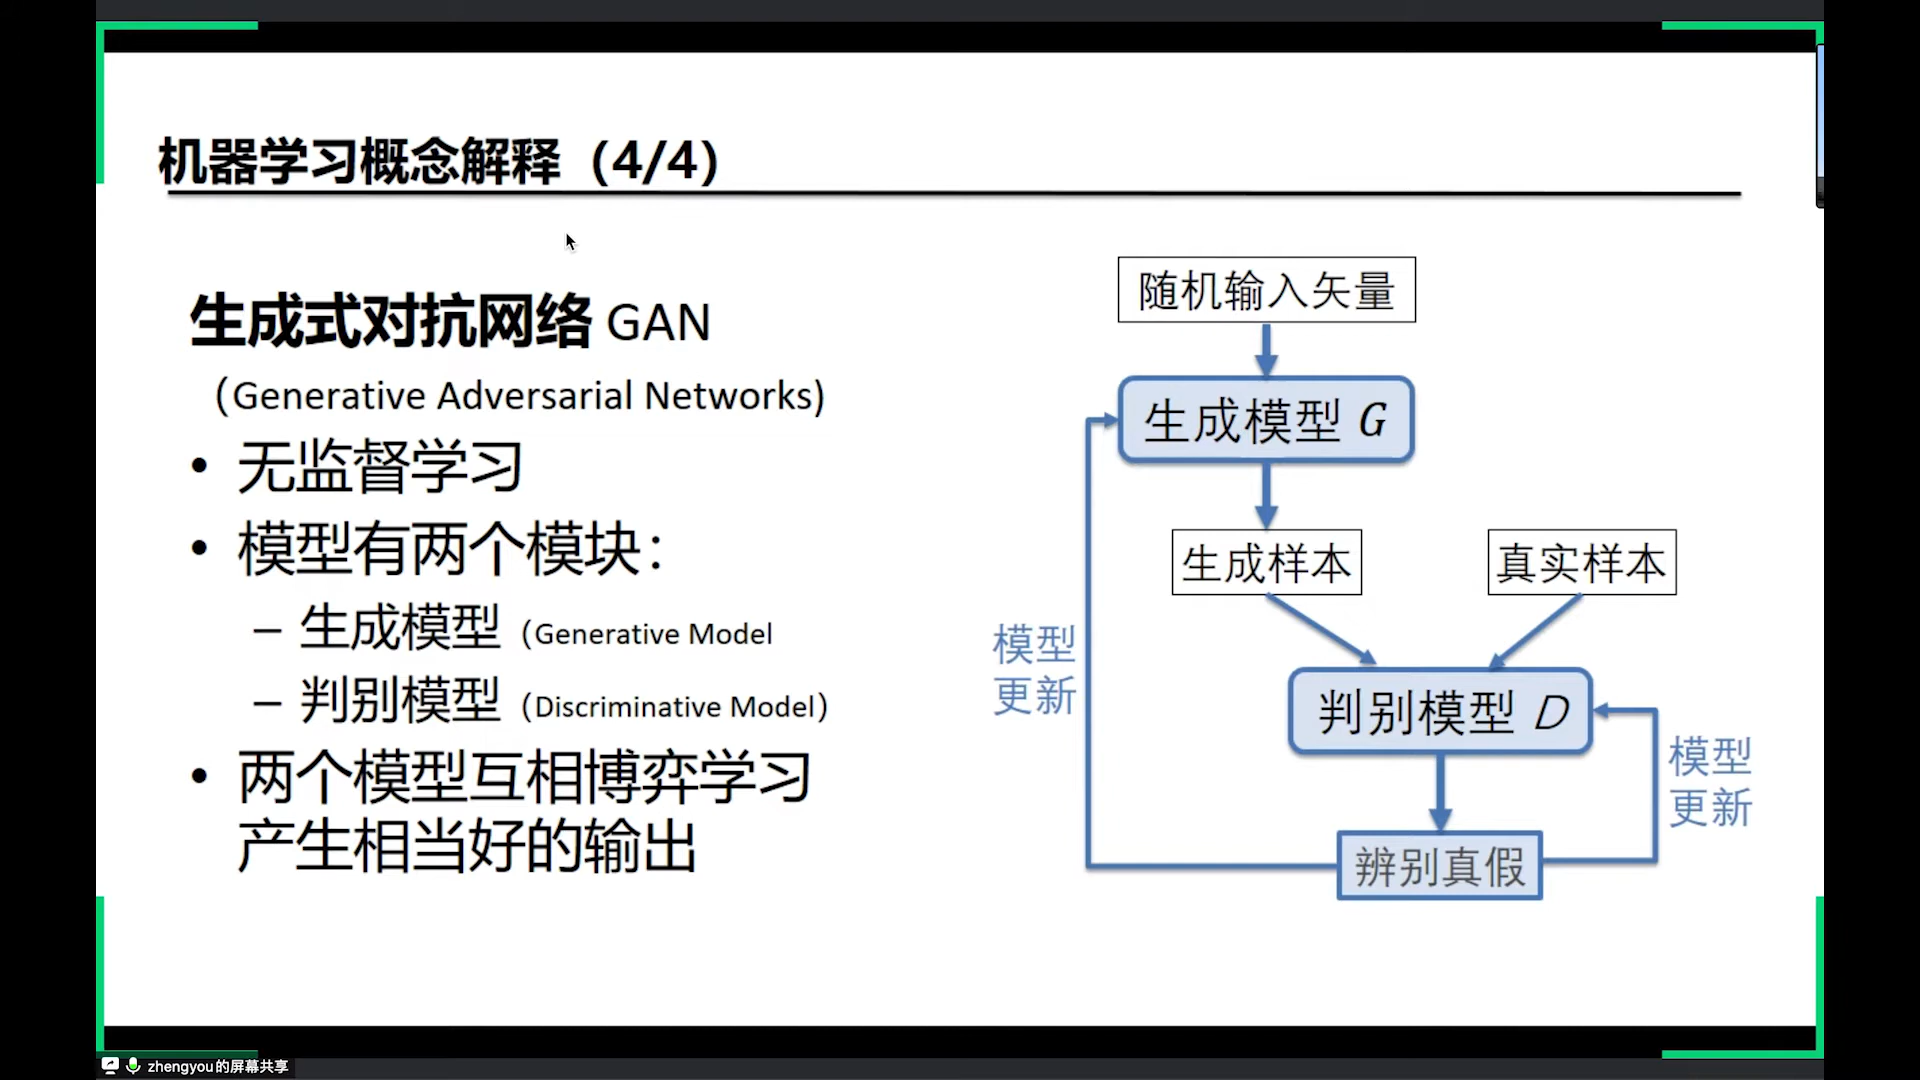 机器学习概念解释（4/4）
生成式对抗网络 GAN
（Generative Adversarial Networks)
• 无监督学习
• 模型有两个模块：
– 生成模型（Generative Model
– 判别模型（Discriminative Model）
• 两个模型互相博弈学习
产生相当好的输出
随机输入矢量
生成模型 G
生成样本
真实样本
模型
更新
判别模型 D
模型
更新
辨别真假
zhengyou的屏幕共享